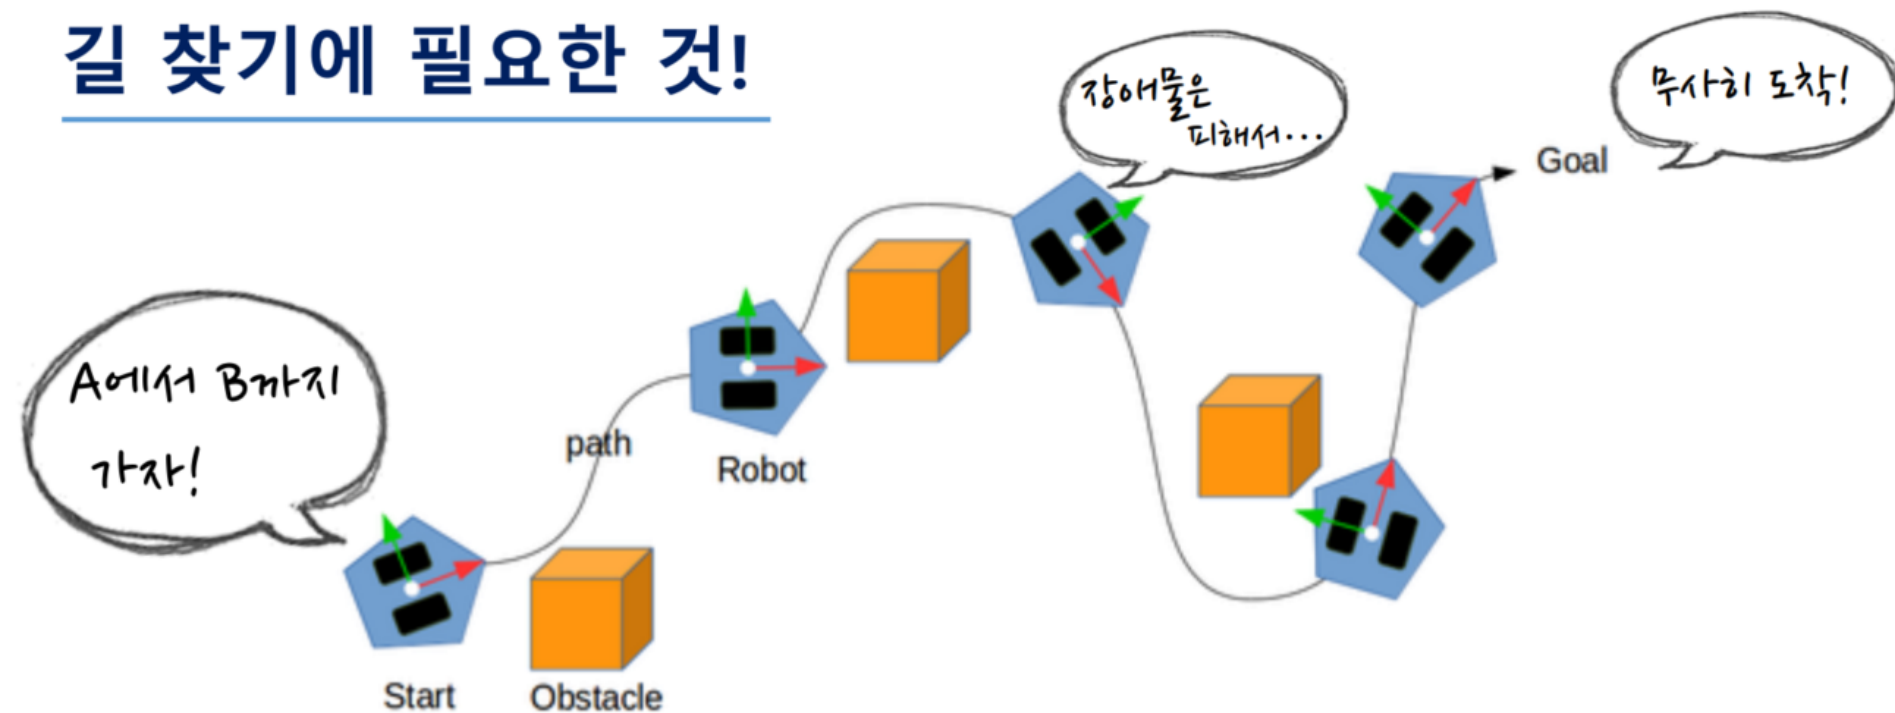 길 찾기에 필요한 것!
장애물은
피해서...
무사히 도착!
Goal
A에서 B까지
가자!
path
Robot
Start
Obstacle